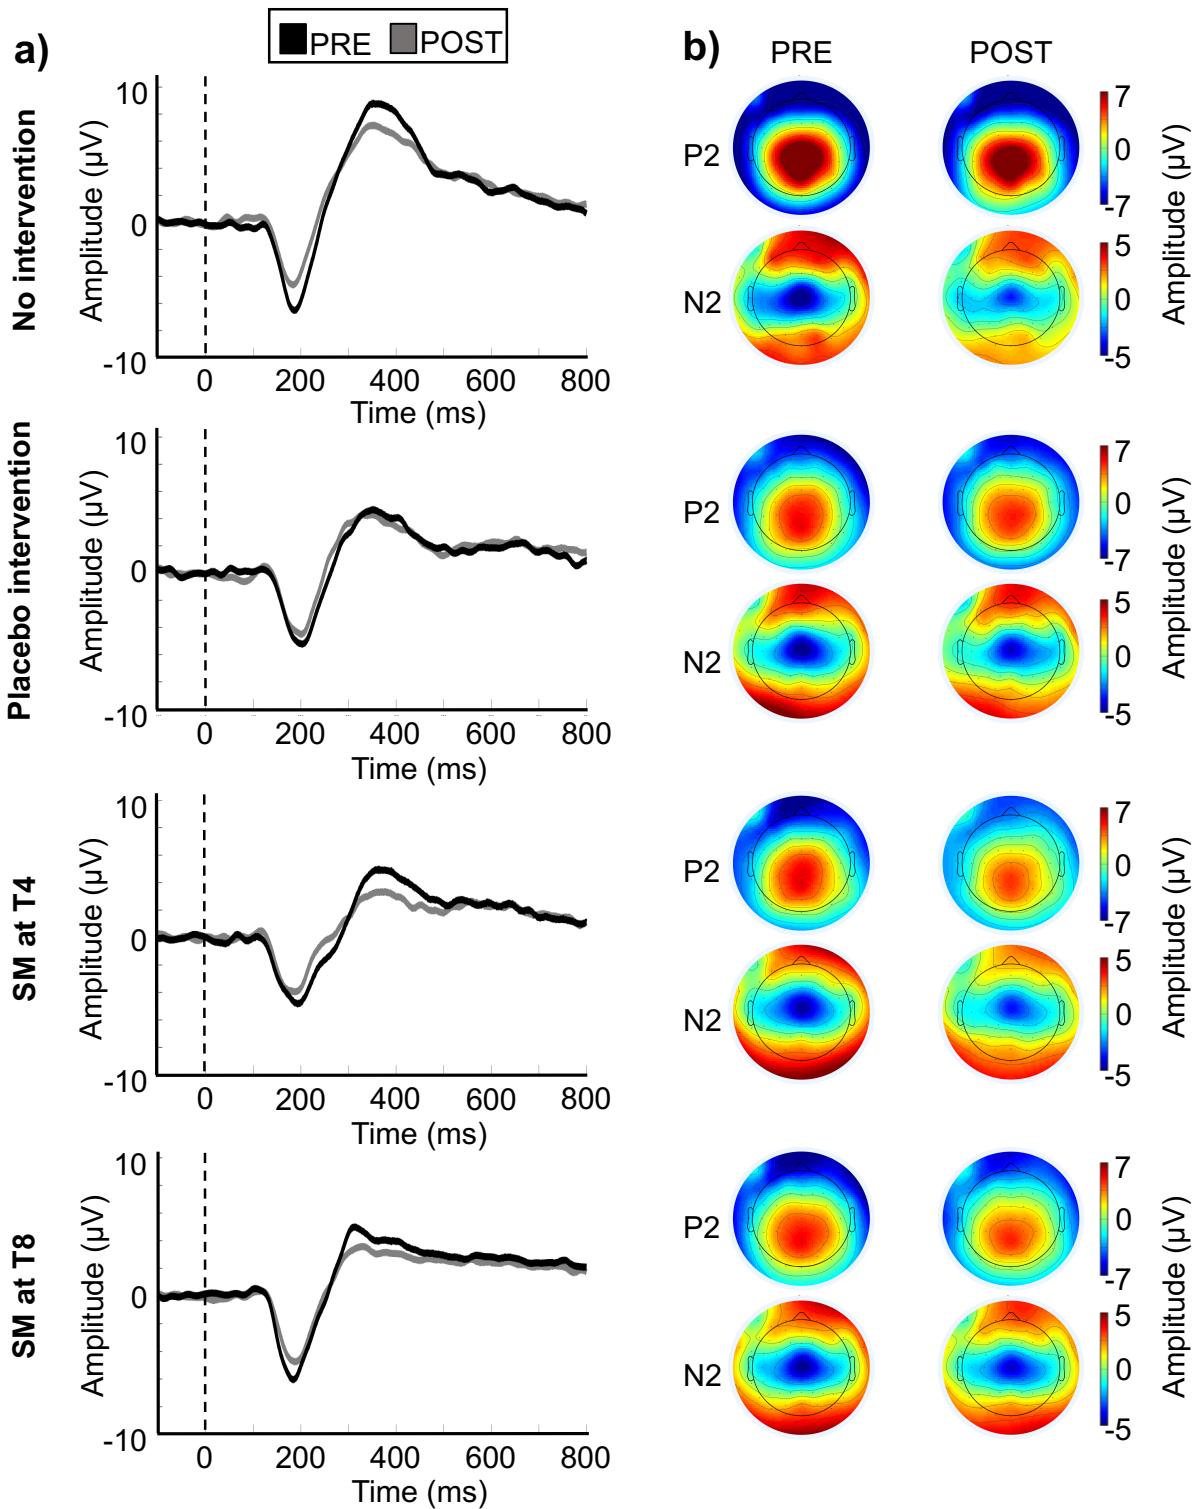 a)
PRE POST
No intervention
Amplitude (µV)
10
0
-10
0 200 400 600 800
Time (ms)
Placebo intervention
Amplitude (µV)
10
0
-10
0 200 400 600 800
Time (ms)
SM at T4
Amplitude (µV)
10
0
-10
0 200 400 600 800
Time (ms)
SM at T8
Amplitude (µV)
10
0
-10
0 200 400 600 800
Time (ms)
b)
PRE POST
P2
7
0
-7
N2
5
0
-5
Amplitude (µV)
P2
7
0
-7
N2
5
0
-5
Amplitude (µV)
P2
7
0
-7
N2
5
0
-5
Amplitude (µV)
P2
7
0
-7
N2
5
0
-5
Amplitude (µV)